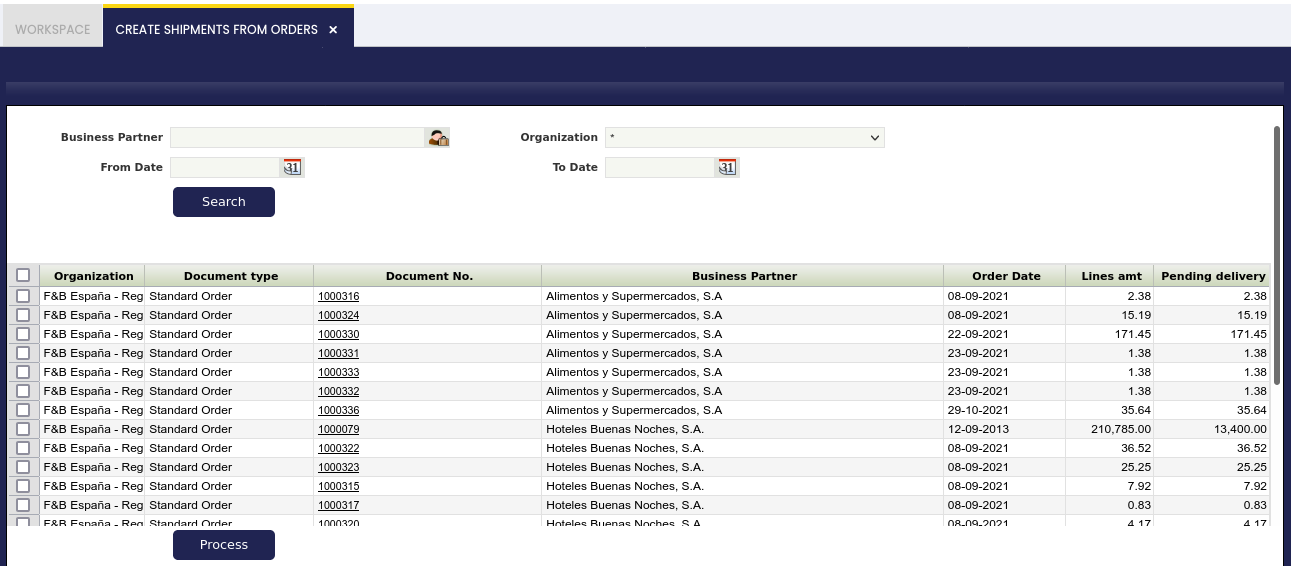 WORKSPACE CREATE SHIPMENTS FROM ORDERS ×
Business Partner Organization *
From Date 31 To Date 31
Search
Organization Document type Document No. Business Partner Order Date Lines amt Pending delivery
F&B España - Reg Standard Order 1000316 Alimentos y Supermercados, S.A 08-09-2021 2.38 2.38
F&B España - Reg Standard Order 1000324 Alimentos y Supermercados, S.A 08-09-2021 15.19 15.19
F&B España - Reg Standard Order 1000330 Alimentos y Supermercados, S.A 22-09-2021 171.45 171.45
F&B España - Reg Standard Order 1000331 Alimentos y Supermercados, S.A 23-09-2021 1.38 1.38
F&B España - Reg Standard Order 1000333 Alimentos y Supermercados, S.A 23-09-2021 1.38 1.38
F&B España - Reg Standard Order 1000332 Alimentos y Supermercados, S.A 23-09-2021 1.38 1.38
F&B España - Reg Standard Order 1000336 Alimentos y Supermercados, S.A 29-10-2021 35.64 35.64
F&B España - Reg Standard Order 1000079 Hoteles Buenas Noches, S.A. 12-09-2013 210,785.00 13,400.00
F&B España - Reg Standard Order 1000322 Hoteles Buenas Noches, S.A. 08-09-2021 36.52 36.52
F&B España - Reg Standard Order 1000323 Hoteles Buenas Noches, S.A. 08-09-2021 25.25 25.25
F&B España - Reg Standard Order 1000315 Hoteles Buenas Noches, S.A. 08-09-2021 7.92 7.92
F&B España - Reg Standard Order 1000317 Hoteles Buenas Noches, S.A. 08-09-2021 0.83 0.83
F&B España - Reg Standard Order 1000320 Hoteles Buenas Noches, S.A. 08-09-2021 4.17 4.17
Process